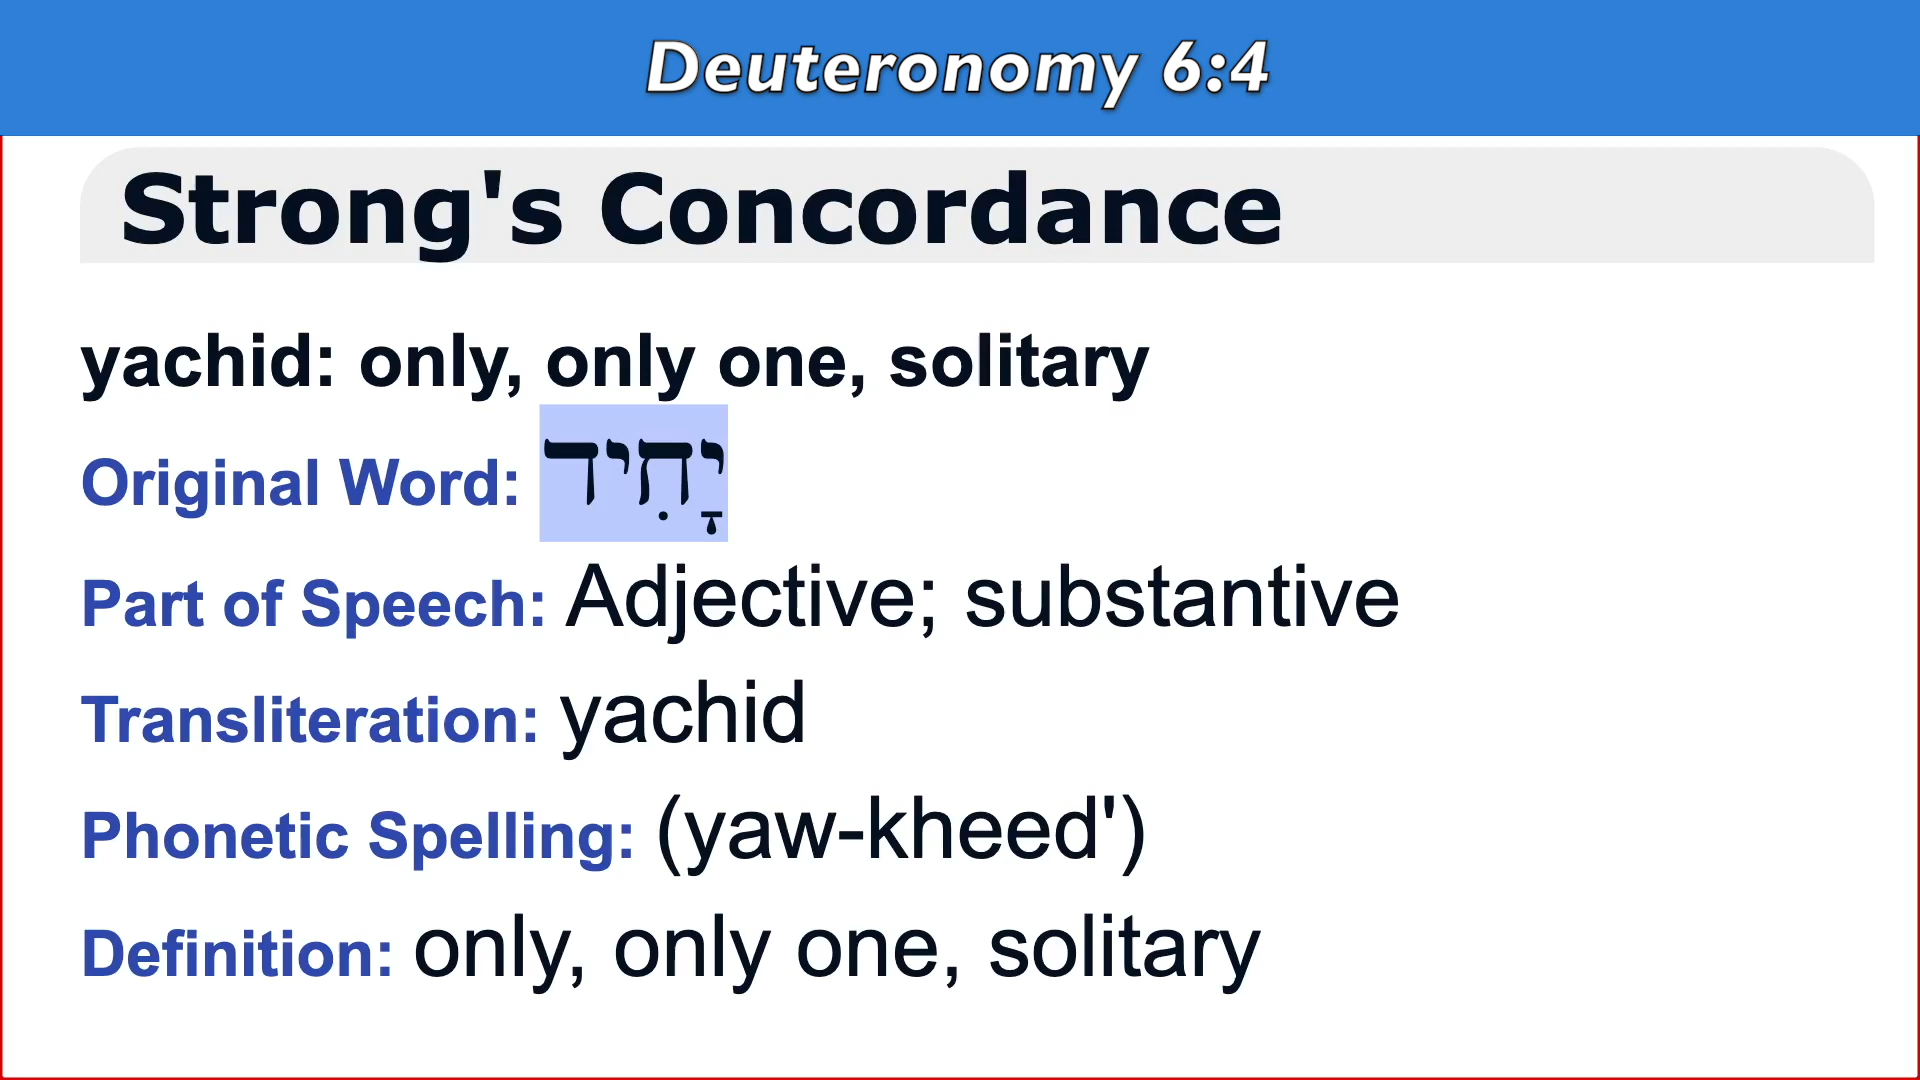 Deuteronomy 6:4
Strong's Concordance
yachid: only, only one, solitary
Original Word: יָחִיד
Part of Speech: Adjective; substantive
Transliteration: yachid
Phonetic Spelling: (yaw-kheed')
Definition: only, only one, solitary